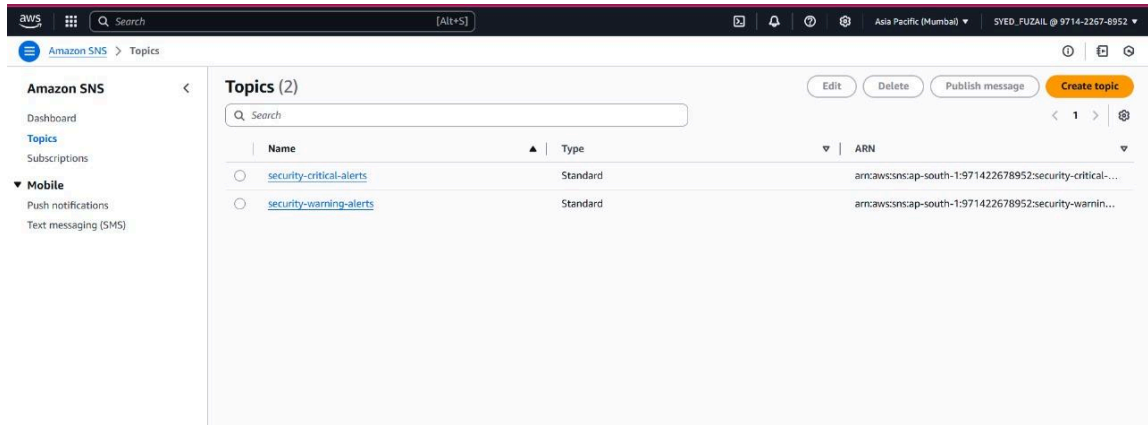 aws Search [Alt+S] Asia Pacific (Mumbai) SYED_FUZAIL @ 9714-2267-8952
Amazon SNS > Topics
Amazon SNS
Dashboard
Topics
Subscriptions
Mobile
Push notifications
Text messaging (SMS)
Topics (2)
Edit Delete Publish message Create topic
Search 1
Name Type ARN
security-critical-alerts Standard arn:aws:sns:ap-south-1:971422678952:security-critical-...
security-warning-alerts Standard arn:aws:sns:ap-south-1:971422678952:security-warnin...